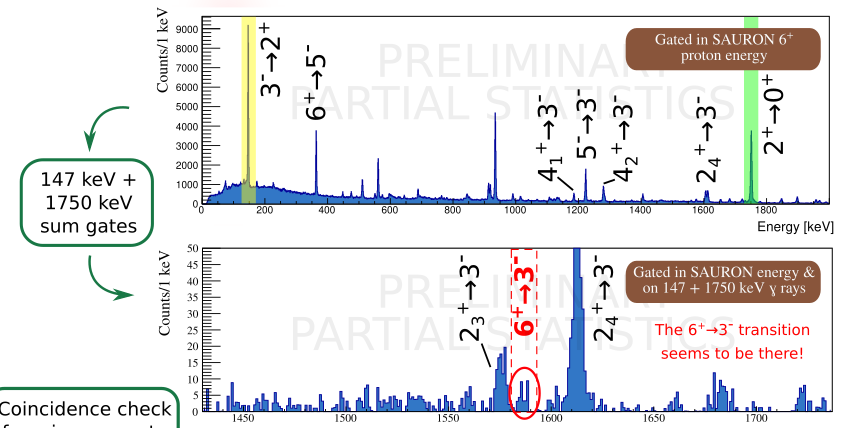 PRELIMINARY
PARTIAL STATISTICS
Counts/1 keV
9000
8000
7000
6000
5000
4000
3000
2000
1000
0
3⁻→2⁺
6⁺→5⁻
4₁⁺→3⁻
5⁻→3⁻
4₂⁺→3⁻
2₄⁺→3⁻
2⁺→0⁺
Gated in SAURON 6⁺
proton energy
0 200 400 600 800 1000 1200 1400 1600 1800
Energy [keV]
147 keV +
1750 keV
sum gates
PRELIMINARY
PARTIAL STATISTICS
Counts/1 keV
50
45
40
35
30
25
20
15
10
5
0
2₃⁺→3⁻
6⁺→3⁻
2₄⁺→3⁻
Gated in SAURON energy &
on 147 + 1750 keV γ rays
The 6⁺→3⁻ transition
seems to be there!
1450 1500 1550 1600 1650 1700
Coincidence check